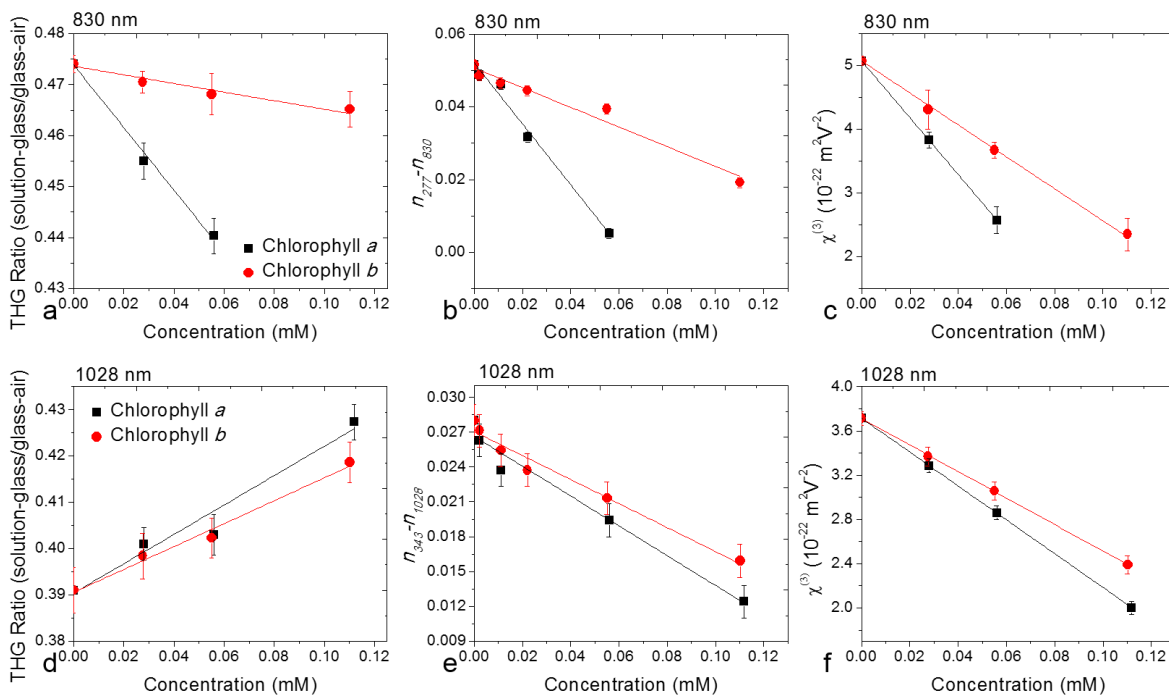 830 nm
THG Ratio (solution-glass/glass-air)
0.48
0.47
0.46
0.45
0.44
0.43
0.00 0.02 0.04 0.06 0.08 0.10 0.12
Chlorophyll a
Chlorophyll b
a
Concentration (mM)
830 nm
n277-n830
0.06
0.04
0.02
0.00
0.00 0.02 0.04 0.06 0.08 0.10 0.12
b
Concentration (mM)
830 nm
χ(3) (10-22 m2V-2)
5
4
3
2
0.00 0.02 0.04 0.06 0.08 0.10 0.12
c
Concentration (mM)
1028 nm
THG Ratio (solution-glass/glass-air)
0.43
0.42
0.41
0.40
0.39
0.38
0.00 0.02 0.04 0.06 0.08 0.10 0.12
Chlorophyll a
Chlorophyll b
d
Concentration (mM)
1028 nm
n343-n1028
0.030
0.027
0.024
0.021
0.018
0.015
0.012
0.009
0.00 0.02 0.04 0.06 0.08 0.10 0.12
e
Concentration (mM)
1028 nm
χ(3) (10-22 m2V-2)
4.0
3.6
3.2
2.8
2.4
2.0
0.00 0.02 0.04 0.06 0.08 0.10 0.12
f
Concentration (mM)